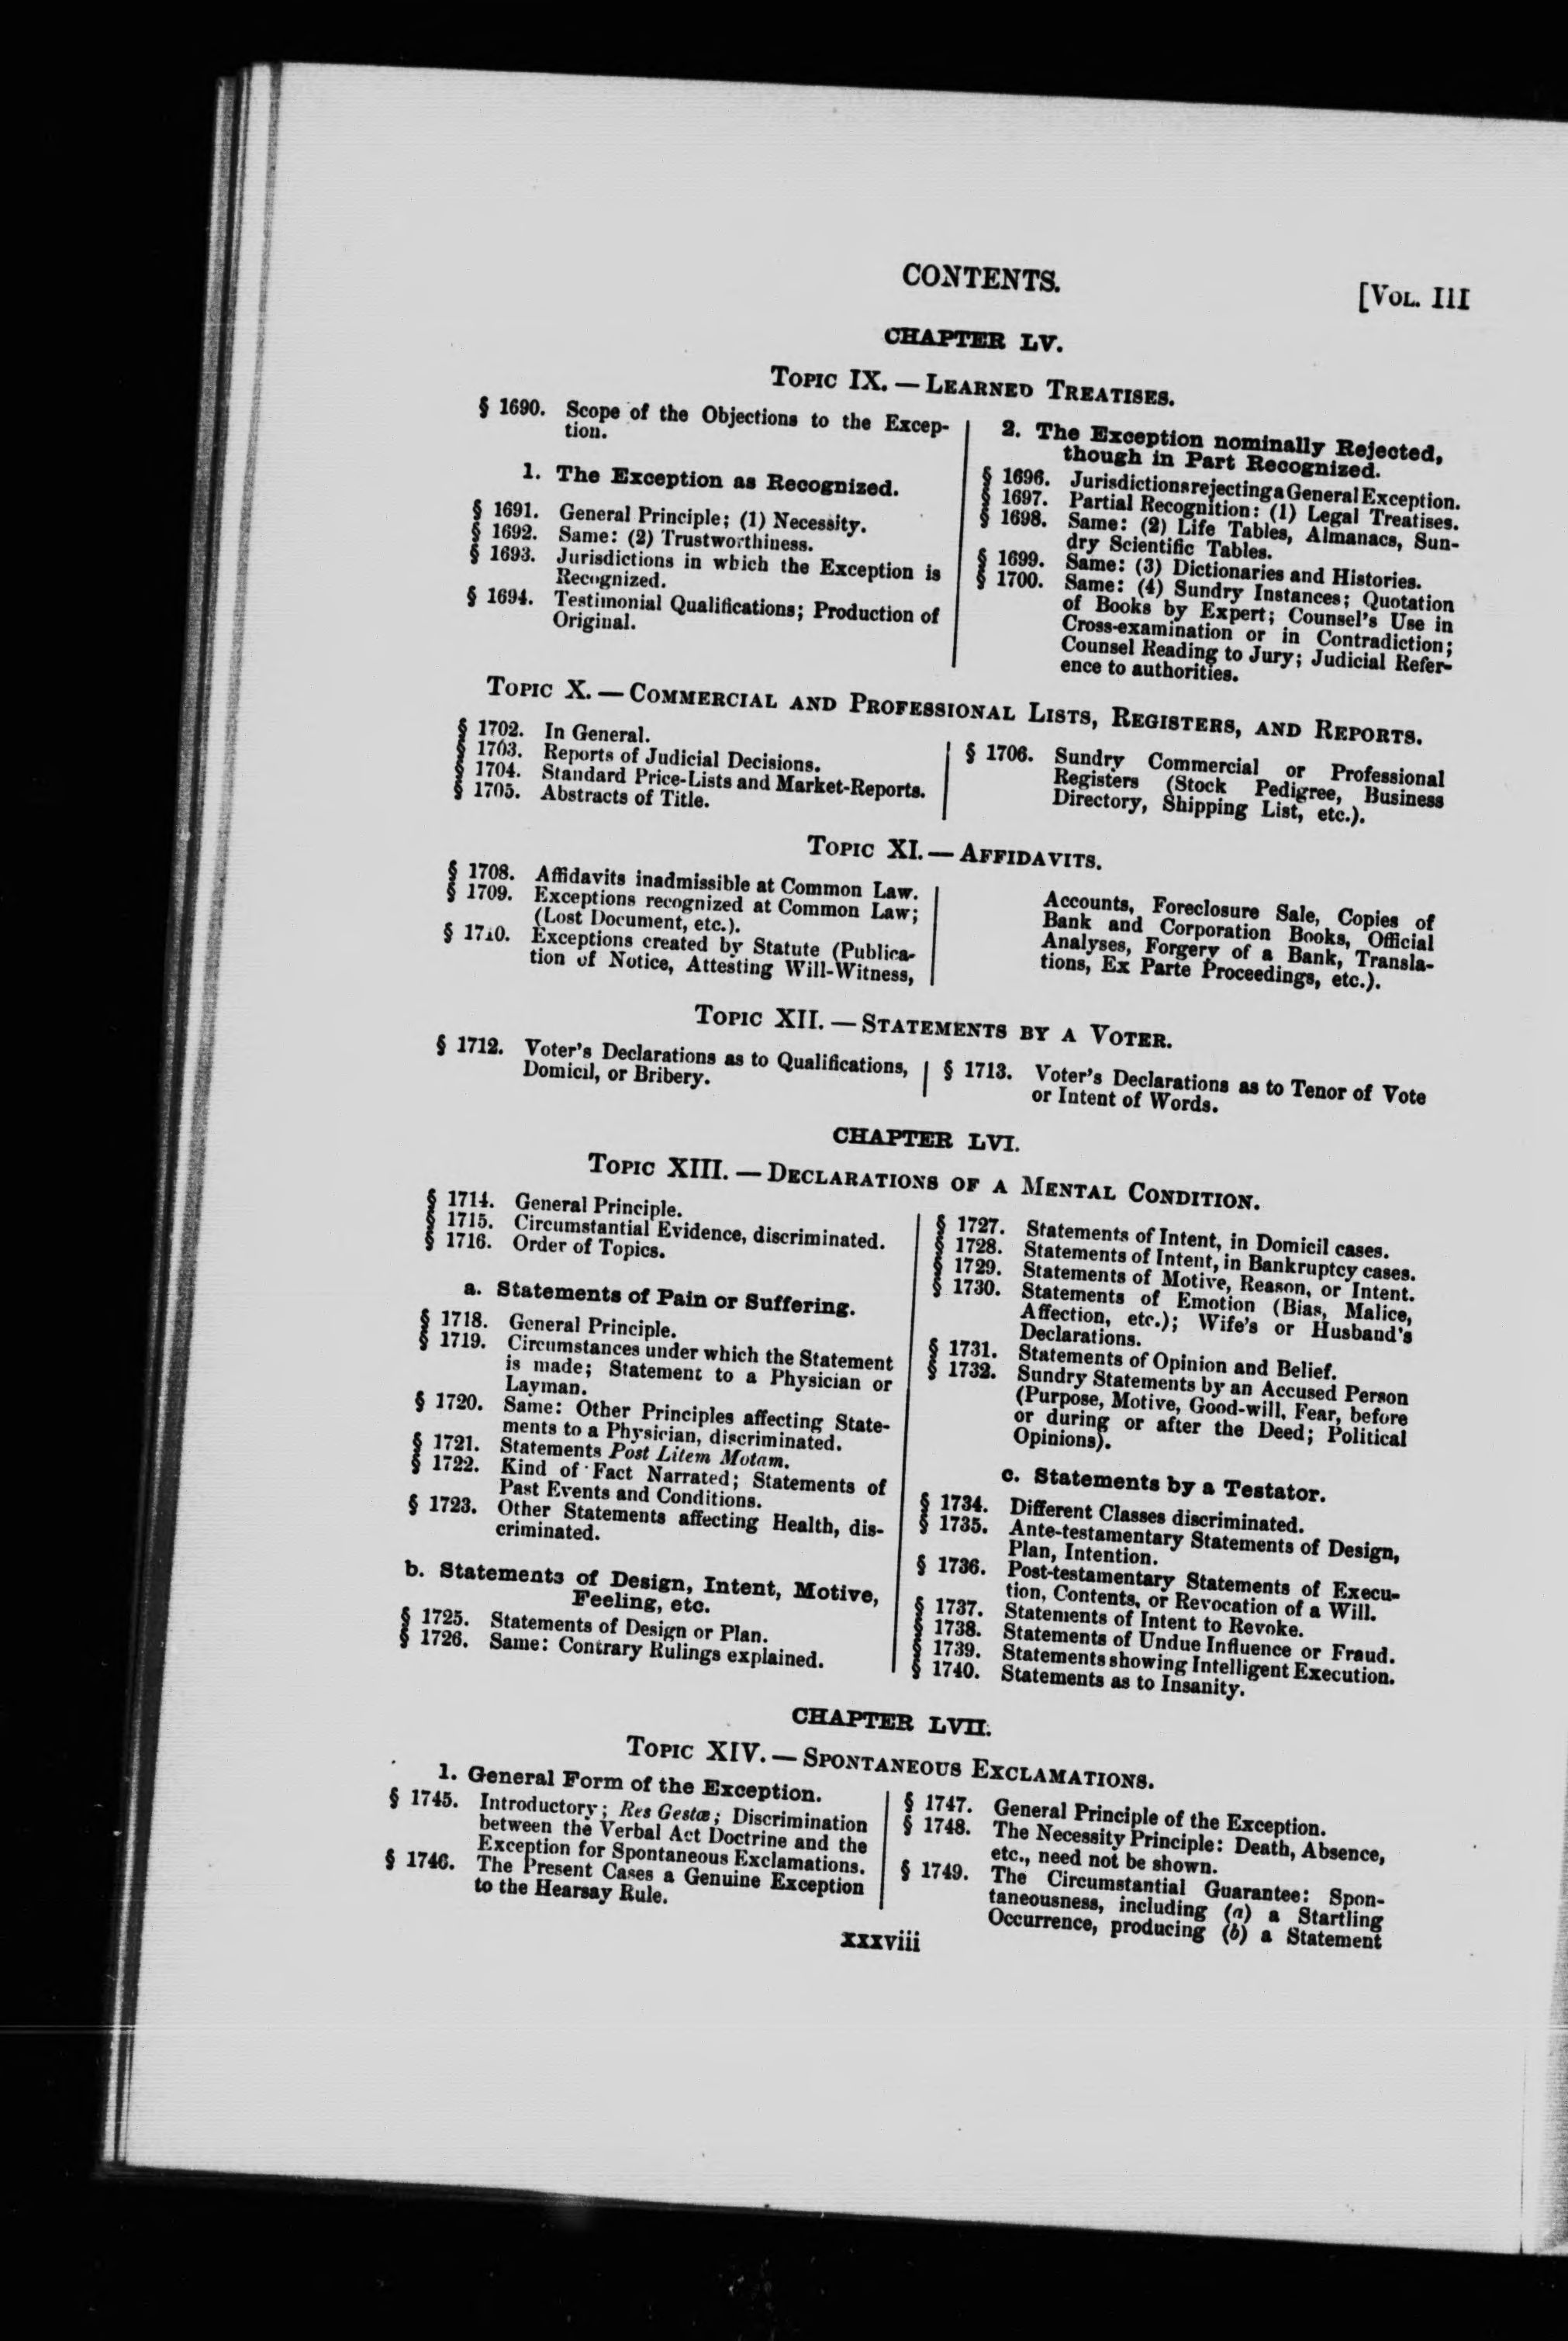 CONTENTS.
[VOL. III
CHAPTER LV.
TOPIC IX. — LEARNED TREATISES.
§ 1690. Scope of the Objections to the Excep-
tion.
1. The Exception as Recognized.
§ 1691. General Principle; (1) Necessity.
§ 1692. Same: (2) Trustworthiness.
§ 1693. Jurisdictions in which the Exception is
Recognized.
§ 1694. Testimonial Qualifications; Production of
Original.
2. The Exception nominally Rejected,
though in Part Recognized.
§ 1696. Jurisdictions rejecting a General Exception.
§ 1697. Partial Recognition: (1) Legal Treatises.
§ 1698. Same: (2) Life Tables, Almanacs, Sun-
dry Scientific Tables.
§ 1699. Same: (3) Dictionaries and Histories.
§ 1700. Same: (4) Sundry Instances; Quotation
of Books by Expert; Counsel's Use in
Cross-examination or in Contradiction;
Counsel Reading to Jury; Judicial Refer-
ence to authorities.
TOPIC X. — COMMERCIAL AND PROFESSIONAL LISTS, REGISTERS, AND REPORTS.
§ 1702. In General.
§ 1703. Reports of Judicial Decisions.
§ 1704. Standard Price-Lists and Market-Reports.
§ 1705. Abstracts of Title.
§ 1706. Sundry Commercial or Professional
Registers (Stock Pedigree, Business
Directory, Shipping List, etc.).
TOPIC XI. — AFFIDAVITS.
§ 1708. Affidavits inadmissible at Common Law.
§ 1709. Exceptions recognized at Common Law;
(Lost Document, etc.).
§ 1710. Exceptions created by Statute (Publica-
tion of Notice, Attesting Will-Witness,
Accounts, Foreclosure Sale, Copies of
Bank and Corporation Books, Official
Analyses, Forgery of a Bank, Transla-
tions, Ex Parte Proceedings, etc.).
TOPIC XII. — STATEMENTS BY A VOTER.
§ 1712. Voter's Declarations as to Qualifications,
Domicil, or Bribery.
§ 1713. Voter's Declarations as to Tenor of Vote
or Intent of Words.
CHAPTER LVI.
TOPIC XIII. — DECLARATIONS OF A MENTAL CONDITION.
§ 1714. General Principle.
§ 1715. Circumstantial Evidence, discriminated.
§ 1716. Order of Topics.
a. Statements of Pain or Suffering.
§ 1718. General Principle.
§ 1719. Circumstances under which the Statement
is made; Statement to a Physician or
Layman.
§ 1720. Same: Other Principles affecting State-
ments to a Physician, discriminated.
§ 1721. Statements Post Litem Motam.
§ 1722. Kind of Fact Narrated; Statements of
Past Events and Conditions.
§ 1723. Other Statements affecting Health, dis-
criminated.
b. Statements of Design, Intent, Motive,
Feeling, etc.
§ 1725. Statements of Design or Plan.
§ 1726. Same: Contrary Rulings explained.
§ 1727. Statements of Intent, in Domicil cases.
§ 1728. Statements of Intent, in Bankruptcy cases.
§ 1729. Statements of Motive, Reason, or Intent.
§ 1730. Statements of Emotion (Bias, Malice,
Affection, etc.); Wife's or Husband's
Declarations.
§ 1731. Statements of Opinion and Belief.
§ 1732. Sundry Statements by an Accused Person
(Purpose, Motive, Good-will, Fear, before
or during or after the Deed; Political
Opinions).
c. Statements by a Testator.
§ 1734. Different Classes discriminated.
§ 1735. Ante-testamentary Statements of Design,
Plan, Intention.
§ 1736. Post-testamentary Statements of Execu-
tion, Contents, or Revocation of a Will.
§ 1737. Statements of Intent to Revoke.
§ 1738. Statements of Undue Influence or Fraud.
§ 1739. Statements showing Intelligent Execution.
§ 1740. Statements as to Insanity.
CHAPTER LVII.
TOPIC XIV. — SPONTANEOUS EXCLAMATIONS.
1. General Form of the Exception.
§ 1745. Introductory; Res Gestæ; Discrimination
between the Verbal Act Doctrine and the
Exception for Spontaneous Exclamations.
§ 1746. The Present Cases a Genuine Exception
to the Hearsay Rule.
§ 1747. General Principle of the Exception.
§ 1748. The Necessity Principle: Death, Absence,
etc., need not be shown.
§ 1749. The Circumstantial Guarantee: Spon-
taneousness, including (a) a Startling
Occurrence, producing (b) a Statement
xxxviii